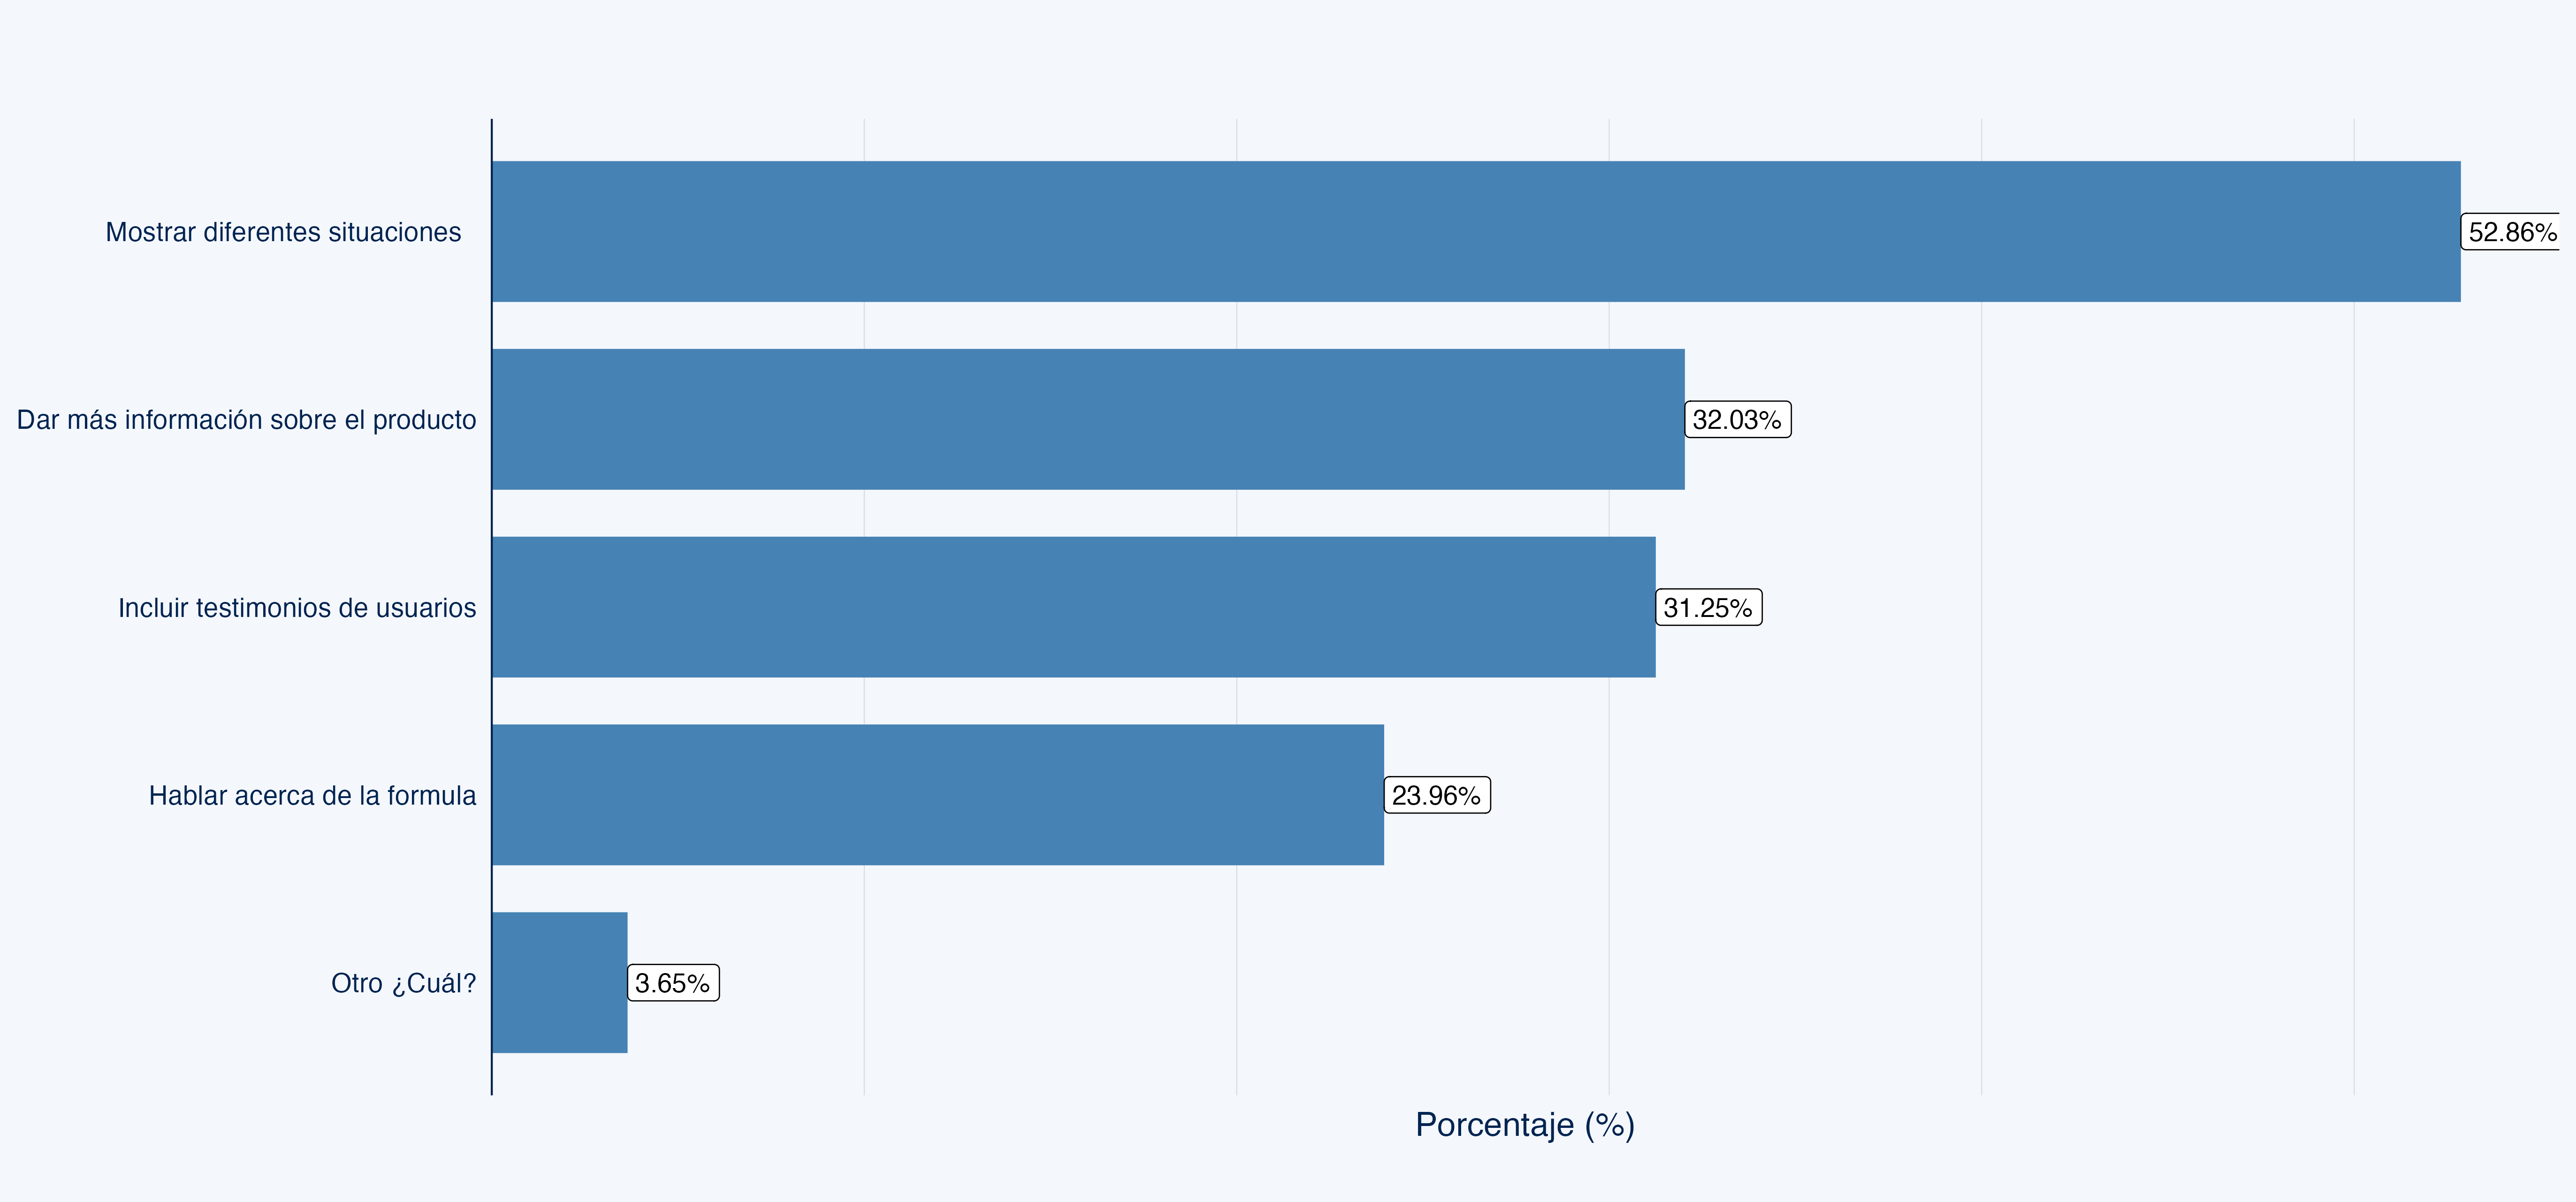 Mostrar diferentes situaciones 52.86%
Dar más información sobre el producto 32.03%
Incluir testimonios de usuarios 31.25%
Hablar acerca de la formula 23.96%
Otro ¿Cuál? 3.65%
Porcentaje (%)